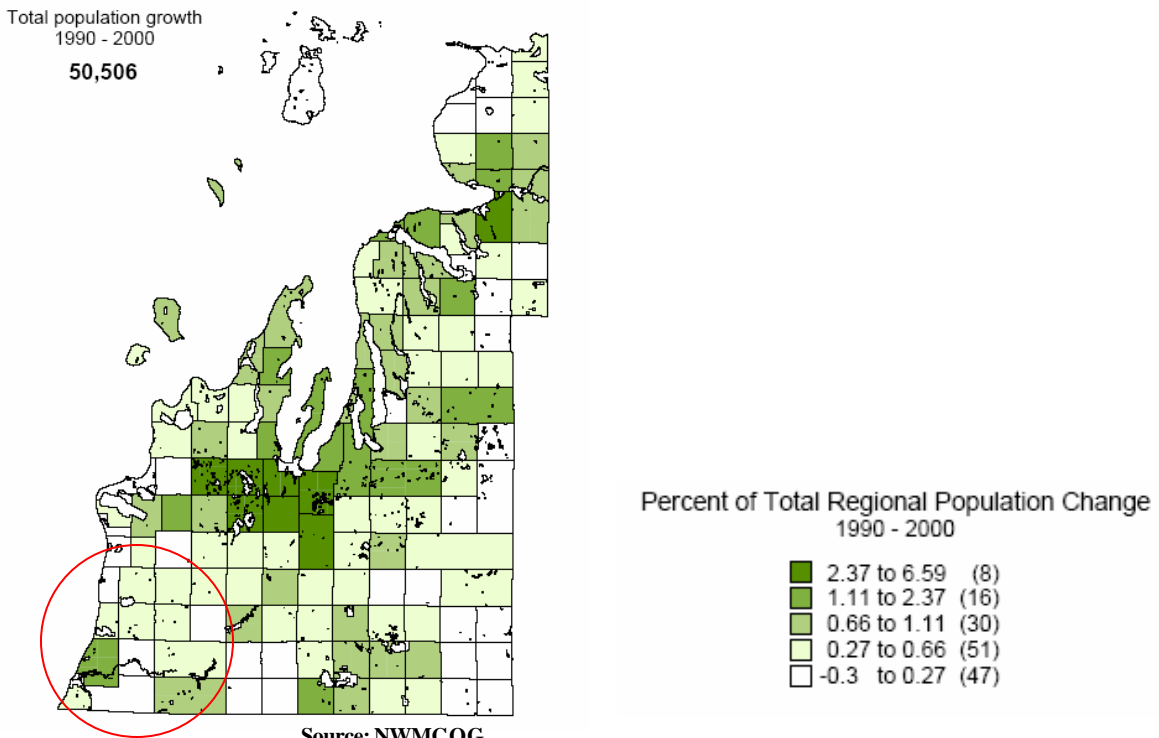 Total population growth
1990 - 2000
50,506
Percent of Total Regional Population Change
1990 - 2000
2.37 to 6.59 (8)
1.11 to 2.37 (16)
0.66 to 1.11 (30)
0.27 to 0.66 (51)
-0.3 to 0.27 (47)
Source: NWMCOG